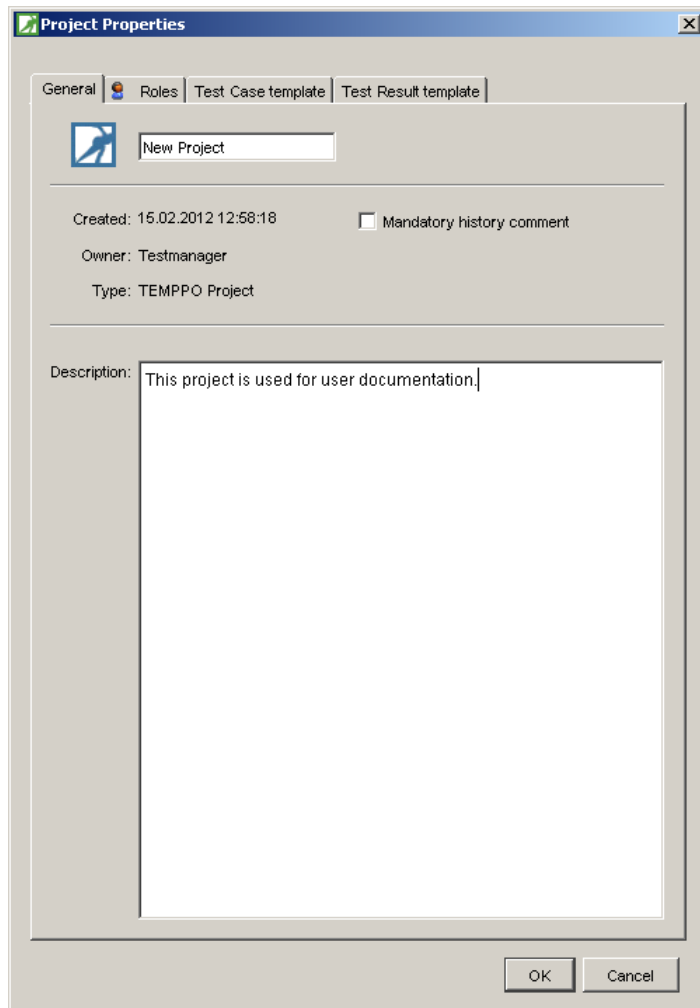 Project Properties
General Roles Test Case template Test Result template
New Project
Created: 15.02.2012 12:58:18 Mandatory history comment
Owner: Testmanager
Type: TEMPPO Project
Description: This project is used for user documentation.
OK Cancel